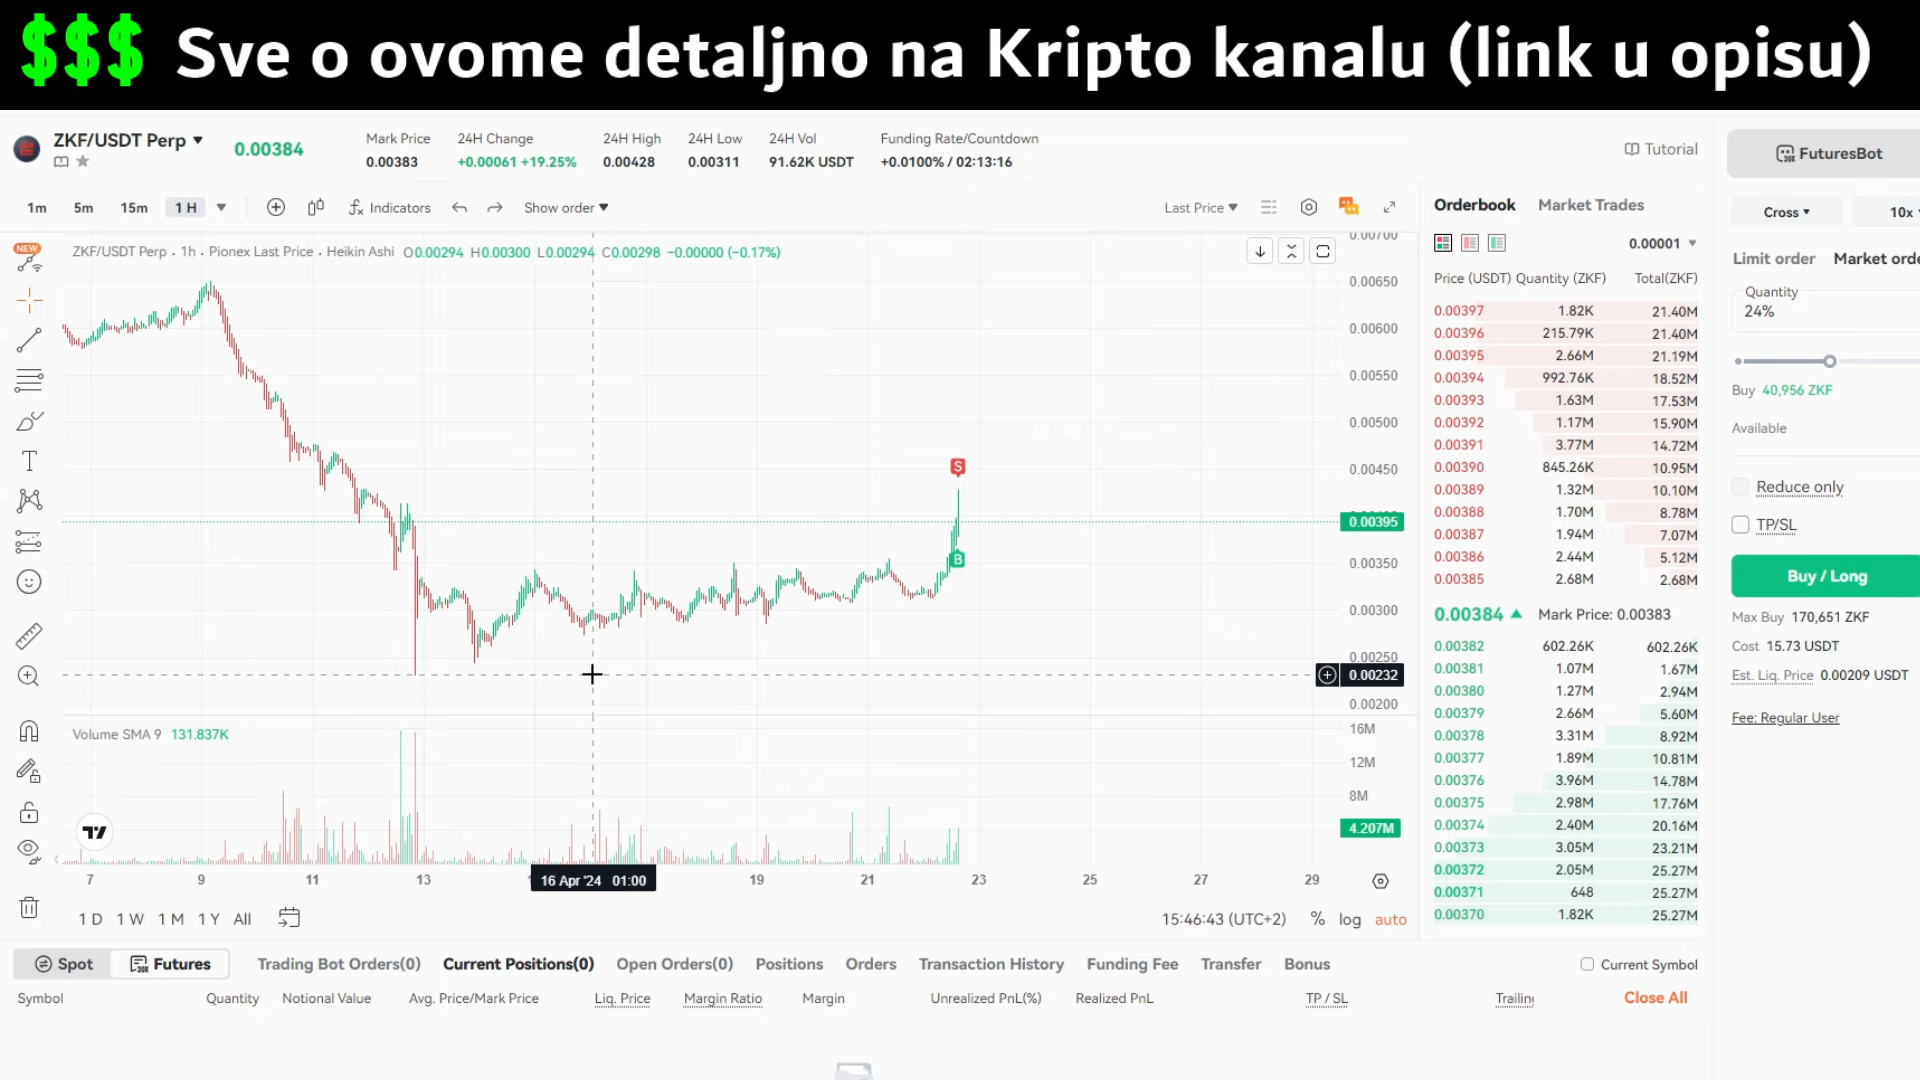 $$$ Sve o ovome detaljno na Kripto kanalu (link u opisu)
ZKF/USDT Perp
0.00384
Mark Price
0.00383
24H Change
+0.00061 +19.25%
24H High
0.00428
24H Low
0.00311
24H Vol
91.62K USDT
Funding Rate/Countdown
+0.0100% / 02:13:16
Tutorial
FuturesBot
1m 5m 15m 1 H Indicators Show order Last Price
ZKF/USDT Perp · 1h · Pionex Last Price · Heikin Ashi O0.00294 H0.00300 L0.00294 C0.00298 −0.00000 (−0.17%)
NEW
0.00700
0.00650
0.00600
0.00550
0.00500
0.00450
S
0.00395
B
0.00350
0.00300
0.00250
0.00232
0.00200
Volume SMA 9 131.837K
16M
12M
8M
4.207M
7 9 11 13 16 Apr '24 01:00 19 21 23 25 27 29
1 D 1 W 1 M 1 Y All 15:46:43 (UTC+2) % log auto
Orderbook Market Trades
0.00001
Price (USDT) Quantity (ZKF) Total(ZKF)
0.00397 1.82K 21.40M
0.00396 215.79K 21.40M
0.00395 2.66M 21.19M
0.00394 992.76K 18.52M
0.00393 1.63M 17.53M
0.00392 1.17M 15.90M
0.00391 3.77M 14.72M
0.00390 845.26K 10.95M
0.00389 1.32M 10.10M
0.00388 1.70M 8.78M
0.00387 1.94M 7.07M
0.00386 2.44M 5.12M
0.00385 2.68M 2.68M
0.00384 Mark Price: 0.00383
0.00382 602.26K 602.26K
0.00381 1.07M 1.67M
0.00380 1.27M 2.94M
0.00379 2.66M 5.60M
0.00378 3.31M 8.92M
0.00377 1.89M 10.81M
0.00376 3.96M 14.78M
0.00375 2.98M 17.76M
0.00374 2.40M 20.16M
0.00373 3.05M 23.21M
0.00372 2.05M 25.27M
0.00371 648 25.27M
0.00370 1.82K 25.27M
Cross 10x
Limit order Market orde
Quantity
24%
Buy 40,956 ZKF
Available
Reduce only
TP/SL
Buy / Long
Max Buy 170,651 ZKF
Cost 15.73 USDT
Est. Liq. Price 0.00209 USDT
Fee: Regular User
Spot Futures Trading Bot Orders(0) Current Positions(0) Open Orders(0) Positions Orders Transaction History Funding Fee Transfer Bonus Current Symbol
Symbol Quantity Notional Value Avg. Price/Mark Price Liq. Price Margin Ratio Margin Unrealized PnL(%) Realized PnL TP / SL Trailin Close All